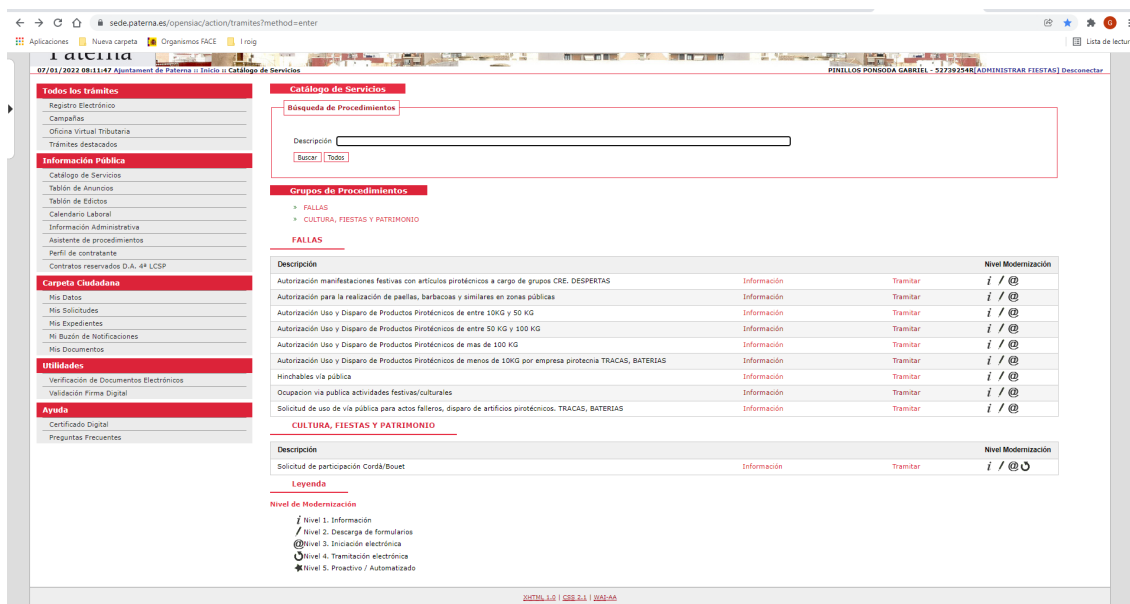 sede.paterna.es/opensiac/action/tramites?method=enter
Aplicaciones Nueva carpeta Organismos FACE I roig Lista de lectur
Paterna
07/01/2022 08:11:47 Ajuntament de Paterna :: Inicio :: Catálogo de Servicios PINILLOS PONSODA GABRIEL - 52739254R[ADMINISTRAR FIESTAS] Desconectar
Todos los trámites
Registro Electrónico
Campañas
Oficina Virtual Tributaria
Trámites destacados
Información Pública
Catálogo de Servicios
Tablón de Anuncios
Tablón de Edictos
Calendario Laboral
Información Administrativa
Asistente de procedimientos
Perfil de contratante
Contratos reservados D.A. 4ª LCSP
Carpeta Ciudadana
Mis Datos
Mis Solicitudes
Mis Expedientes
Mi Buzón de Notificaciones
Mis Documentos
Utilidades
Verificación de Documentos Electrónicos
Validación Firma Digital
Ayuda
Certificado Digital
Preguntas Frecuentes
Catálogo de Servicios
Búsqueda de Procedimientos
Descripción
Buscar Todos
Grupos de Procedimientos
» FALLAS
» CULTURA, FIESTAS Y PATRIMONIO
FALLAS
Descripción Nivel Modernización
Autorización manifestaciones festivas con artículos pirotécnicos a cargo de grupos CRE. DESPERTAS Información Tramitar i / @
Autorización para la realización de paellas, barbacoas y similares en zonas públicas Información Tramitar i / @
Autorización Uso y Disparo de Productos Pirotécnicos de entre 10KG y 50 KG Información Tramitar i / @
Autorización Uso y Disparo de Productos Pirotécnicos de entre 50 KG y 100 KG Información Tramitar i / @
Autorización Uso y Disparo de Productos Pirotécnicos de mas de 100 KG Información Tramitar i / @
Autorización Uso y Disparo de Productos Pirotécnicos de menos de 10KG por empresa pirotecnia TRACAS, BATERIAS Información Tramitar i / @
Hinchables vía pública Información Tramitar i / @
Ocupacion via publica actividades festivas/culturales Información Tramitar i / @
Solicitud de uso de vía pública para actos falleros, disparo de artificios pirotécnicos. TRACAS, BATERIAS Información Tramitar i / @
CULTURA, FIESTAS Y PATRIMONIO
Descripción Nivel Modernización
Solicitud de participación Cordà/Bouet Información Tramitar i / @
Leyenda
Nivel de Modernización
i Nivel 1. Información
/ Nivel 2. Descarga de formularios
@ Nivel 3. Iniciación electrónica
Nivel 4. Tramitación electrónica
Nivel 5. Proactivo / Automatizado
XHTML 1.0 | CSS 2.1 | WAI-AA